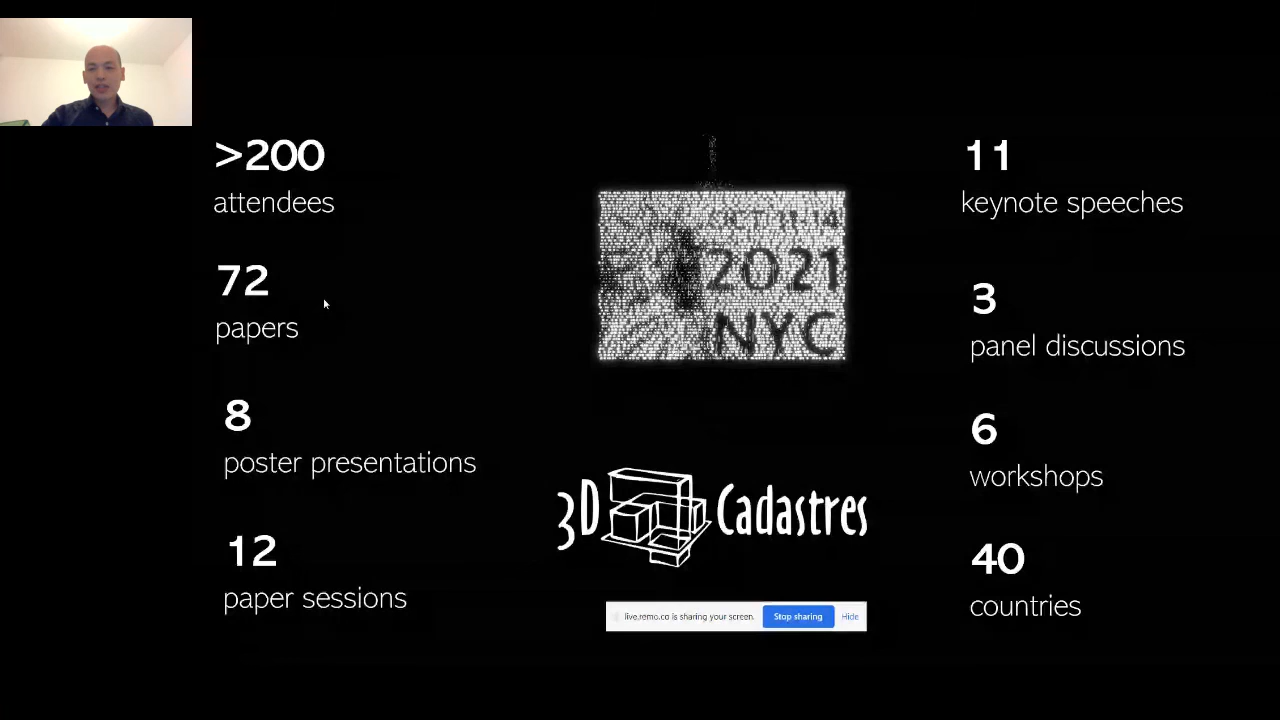 >200
attendees
72
papers
8
poster presentations
12
paper sessions
2021
NYC
3D Cadastres
live.remo.co is sharing your screen.
Stop sharing
Hide
11
keynote speeches
3
panel discussions
6
workshops
40
countries